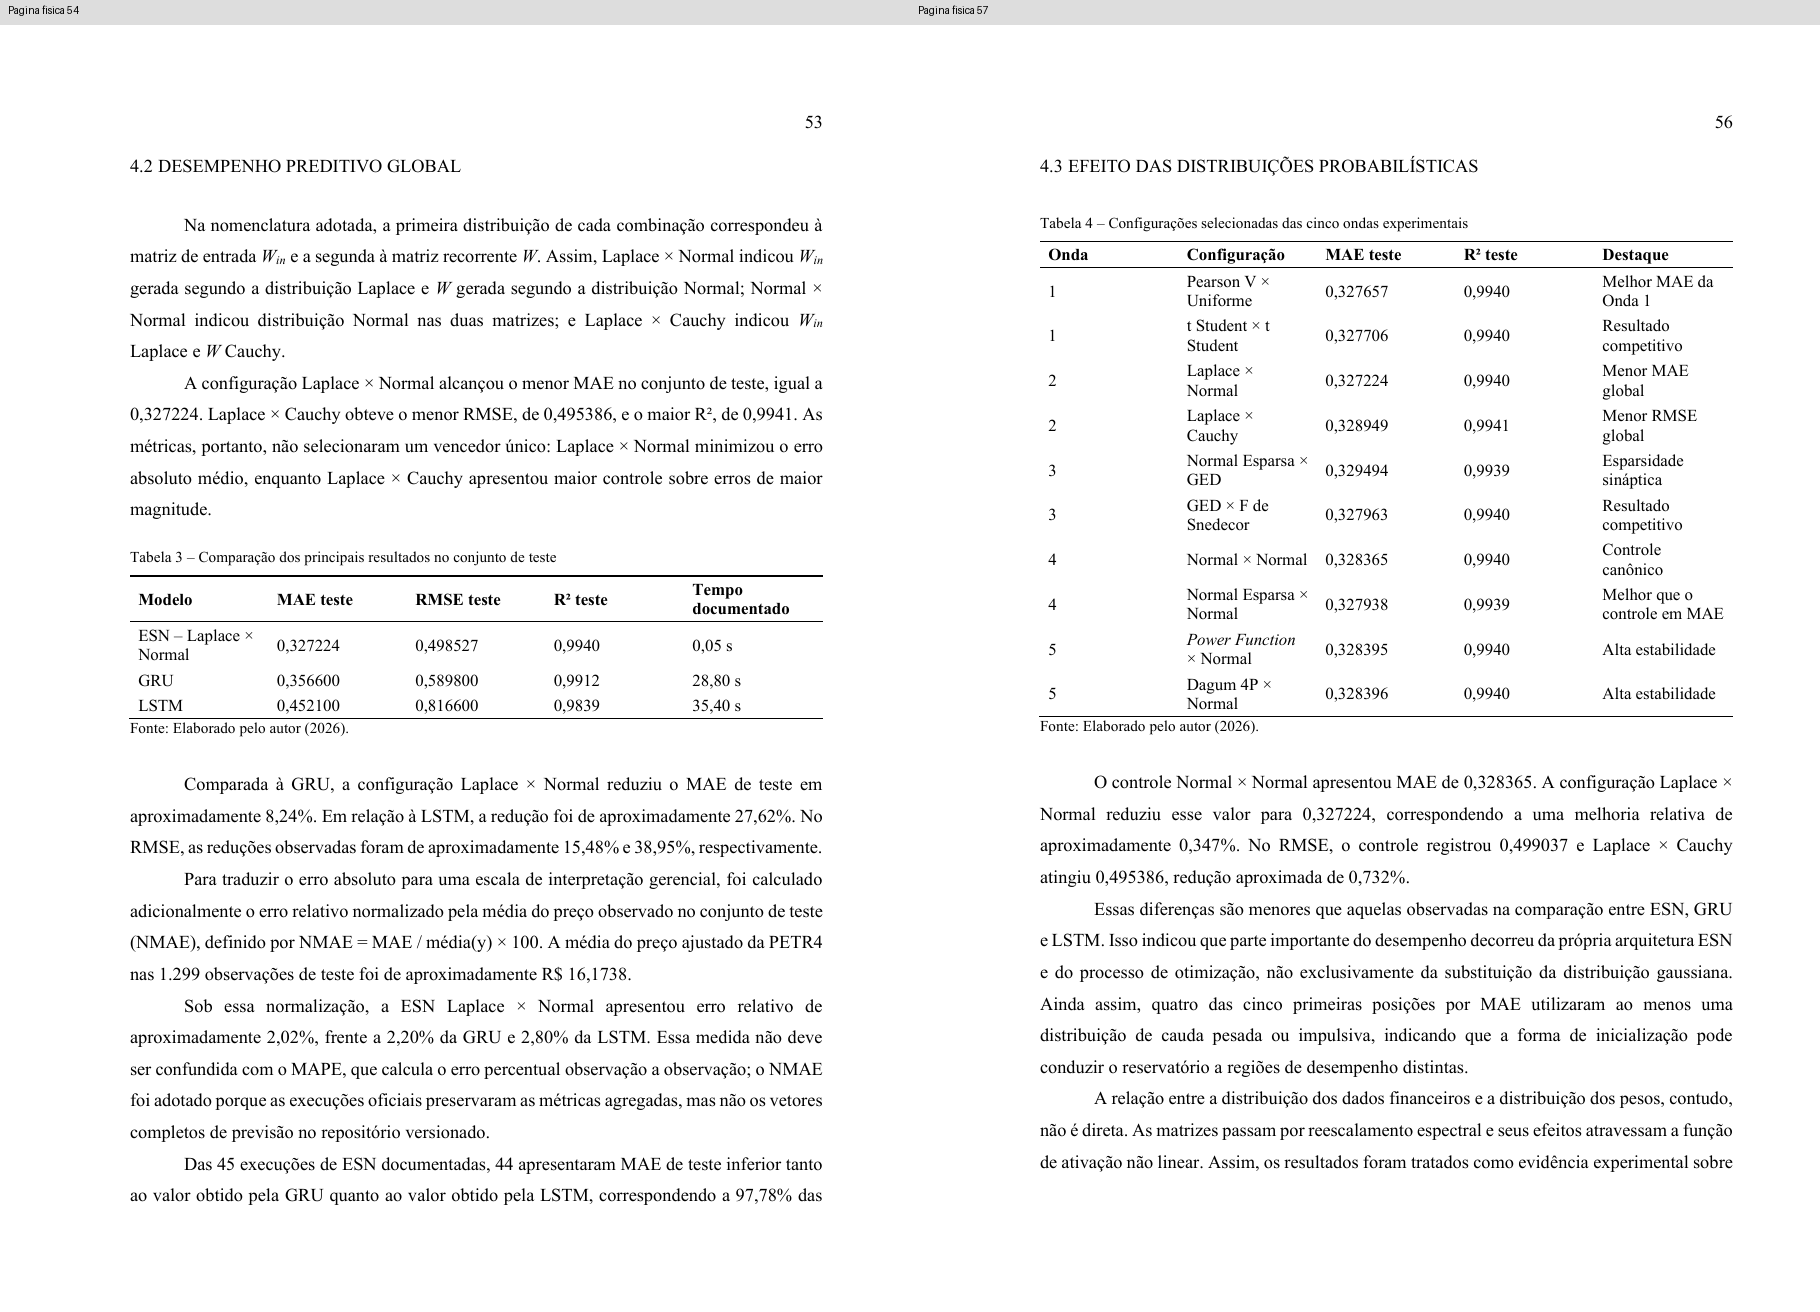 Pagina fisica 54
53
4.2 DESEMPENHO PREDITIVO GLOBAL
Na nomenclatura adotada, a primeira distribuição de cada combinação correspondeu à
matriz de entrada Win e a segunda à matriz recorrente W. Assim, Laplace × Normal indicou Win
gerada segundo a distribuição Laplace e W gerada segundo a distribuição Normal; Normal ×
Normal indicou distribuição Normal nas duas matrizes; e Laplace × Cauchy indicou Win
Laplace e W Cauchy.
A configuração Laplace × Normal alcançou o menor MAE no conjunto de teste, igual a
0,327224. Laplace × Cauchy obteve o menor RMSE, de 0,495386, e o maior R², de 0,9941. As
métricas, portanto, não selecionaram um vencedor único: Laplace × Normal minimizou o erro
absoluto médio, enquanto Laplace × Cauchy apresentou maior controle sobre erros de maior
magnitude.
Tabela 3 – Comparação dos principais resultados no conjunto de teste
Modelo MAE teste RMSE teste R² teste Tempo
documentado
ESN – Laplace ×
Normal 0,327224 0,498527 0,9940 0,05 s
GRU 0,356600 0,589800 0,9912 28,80 s
LSTM 0,452100 0,816600 0,9839 35,40 s
Fonte: Elaborado pelo autor (2026).
Comparada à GRU, a configuração Laplace × Normal reduziu o MAE de teste em
aproximadamente 8,24%. Em relação à LSTM, a redução foi de aproximadamente 27,62%. No
RMSE, as reduções observadas foram de aproximadamente 15,48% e 38,95%, respectivamente.
Para traduzir o erro absoluto para uma escala de interpretação gerencial, foi calculado
adicionalmente o erro relativo normalizado pela média do preço observado no conjunto de teste
(NMAE), definido por NMAE = MAE / média(y) × 100. A média do preço ajustado da PETR4
nas 1.299 observações de teste foi de aproximadamente R$ 16,1738.
Sob essa normalização, a ESN Laplace × Normal apresentou erro relativo de
aproximadamente 2,02%, frente a 2,20% da GRU e 2,80% da LSTM. Essa medida não deve
ser confundida com o MAPE, que calcula o erro percentual observação a observação; o NMAE
foi adotado porque as execuções oficiais preservaram as métricas agregadas, mas não os vetores
completos de previsão no repositório versionado.
Das 45 execuções de ESN documentadas, 44 apresentaram MAE de teste inferior tanto
ao valor obtido pela GRU quanto ao valor obtido pela LSTM, correspondendo a 97,78% das
Pagina fisica 57
56
4.3 EFEITO DAS DISTRIBUIÇÕES PROBABILÍSTICAS
Tabela 4 – Configurações selecionadas das cinco ondas experimentais
Onda Configuração MAE teste R² teste Destaque
1 Pearson V ×
Uniforme 0,327657 0,9940 Melhor MAE da
Onda 1
1 t Student × t
Student 0,327706 0,9940 Resultado
competitivo
2 Laplace ×
Normal 0,327224 0,9940 Menor MAE
global
2 Laplace ×
Cauchy 0,328949 0,9941 Menor RMSE
global
3 Normal Esparsa ×
GED 0,329494 0,9939 Esparsidade
sináptica
3 GED × F de
Snedecor 0,327963 0,9940 Resultado
competitivo
4 Normal × Normal 0,328365 0,9940 Controle
canônico
4 Normal Esparsa ×
Normal 0,327938 0,9939 Melhor que o
controle em MAE
5 Power Function
× Normal 0,328395 0,9940 Alta estabilidade
5 Dagum 4P ×
Normal 0,328396 0,9940 Alta estabilidade
Fonte: Elaborado pelo autor (2026).
O controle Normal × Normal apresentou MAE de 0,328365. A configuração Laplace ×
Normal reduziu esse valor para 0,327224, correspondendo a uma melhoria relativa de
aproximadamente 0,347%. No RMSE, o controle registrou 0,499037 e Laplace × Cauchy
atingiu 0,495386, redução aproximada de 0,732%.
Essas diferenças são menores que aquelas observadas na comparação entre ESN, GRU
e LSTM. Isso indicou que parte importante do desempenho decorreu da própria arquitetura ESN
e do processo de otimização, não exclusivamente da substituição da distribuição gaussiana.
Ainda assim, quatro das cinco primeiras posições por MAE utilizaram ao menos uma
distribuição de cauda pesada ou impulsiva, indicando que a forma de inicialização pode
conduzir o reservatório a regiões de desempenho distintas.
A relação entre a distribuição dos dados financeiros e a distribuição dos pesos, contudo,
não é direta. As matrizes passam por reescalamento espectral e seus efeitos atravessam a função
de ativação não linear. Assim, os resultados foram tratados como evidência experimental sobre